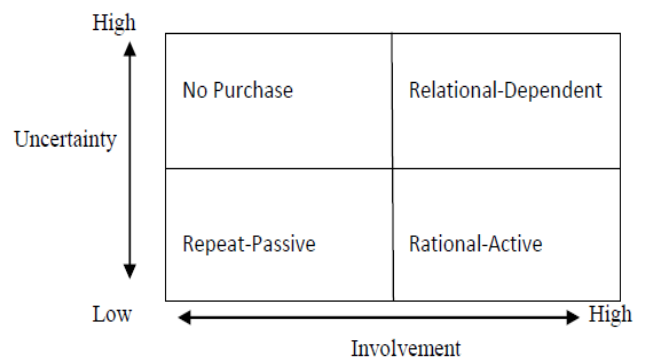 High
No Purchase
Relational-Dependent
Uncertainty
Repeat-Passive
Rational-Active
Low
High
Involvement